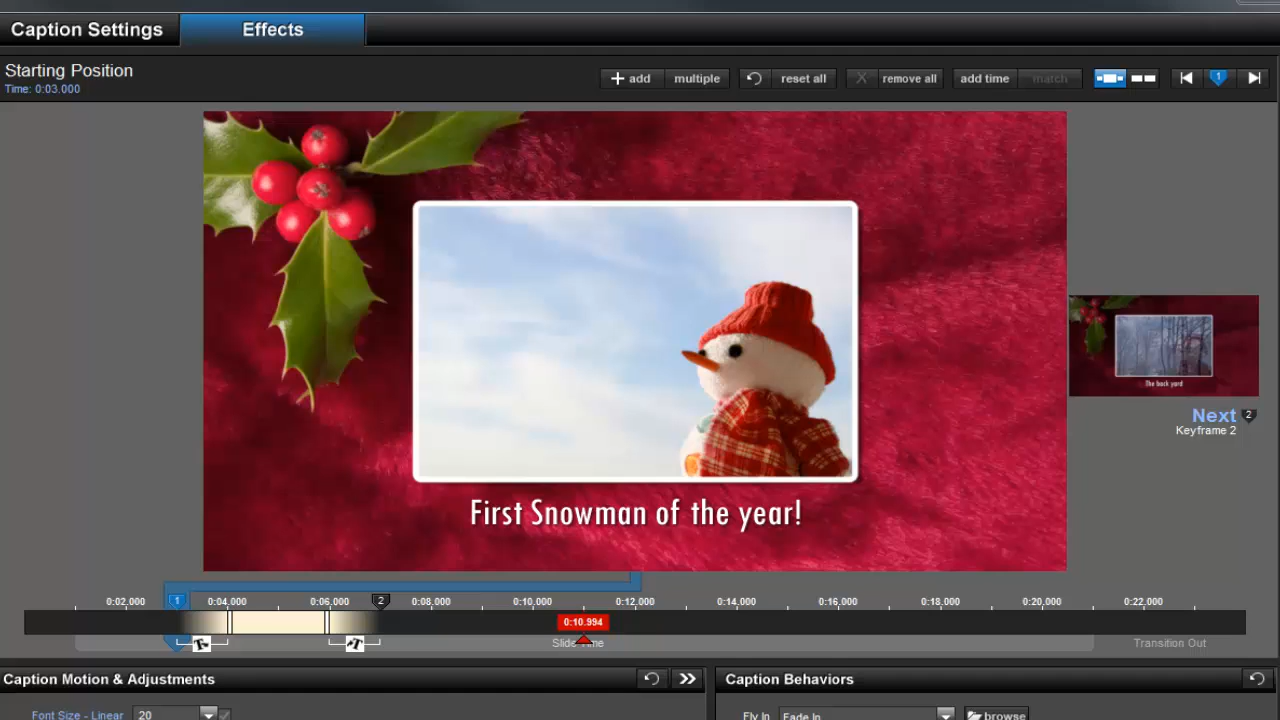 Caption Settings Effects
Starting Position
Time: 0:03.000
add multiple reset all X remove all add time match 1
First Snowman of the year!
The back yard
Next 2
Keyframe 2
0:02.000 1 0:04.000 0:06.000 2 0:08.000 0:10.000 0:12.000 0:14.000 0:16.000 0:18.000 0:20.000 0:22.000
0:10.994
Slide Time Transition Out
Caption Motion & Adjustments Caption Behaviors
Font Size - Linear 20 Fly In Fade In browse